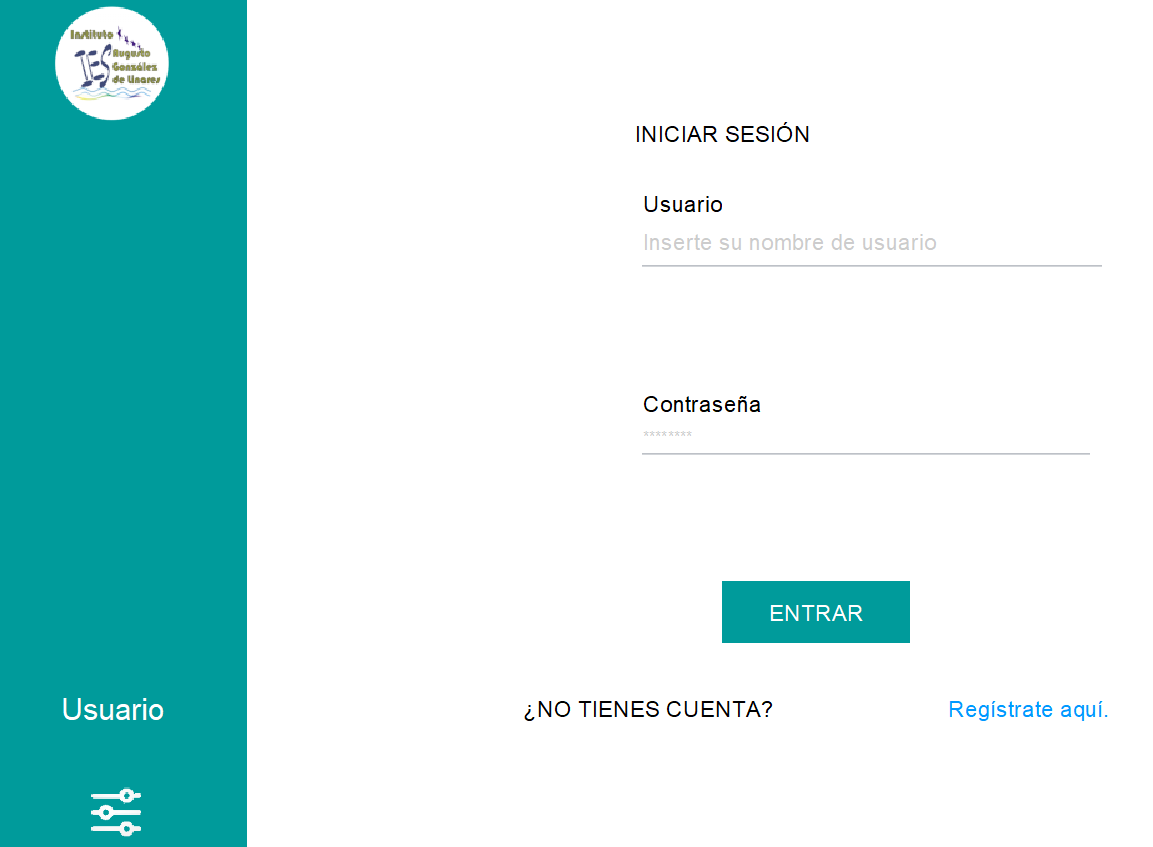 Instituto
IES
Augusto
González
de Linares
INICIAR SESIÓN
Usuario
Inserte su nombre de usuario
Contraseña
********
ENTRAR
Usuario
¿NO TIENES CUENTA?
Regístrate aquí.